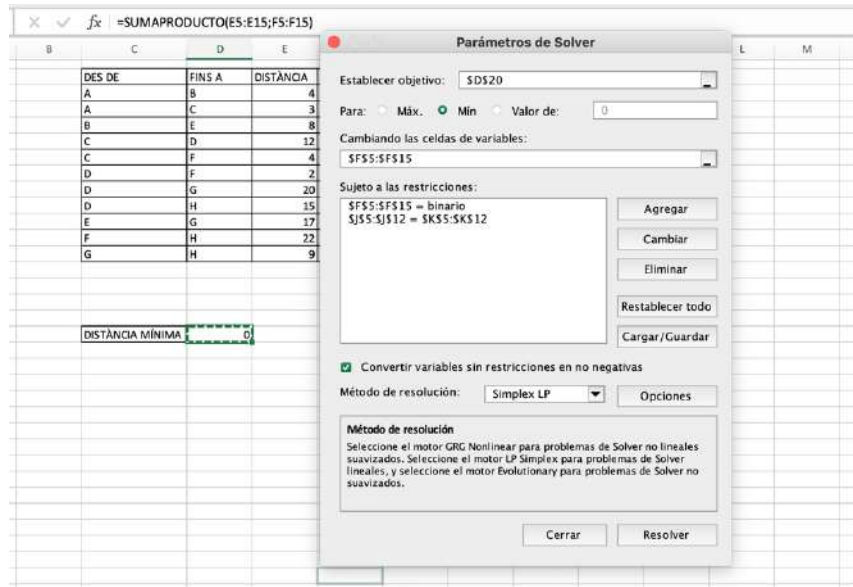 fx =SUMAPRODUCTO(E5:E15;F5:F15)
B C D E L M
DES DE FINS A DISTÀNCIA
A B 4
A C 3
B E 8
C D 12
C F 4
D F 2
D G 20
D H 15
E G 17
F H 22
G H 9
DISTÀNCIA MÍNIMA 0
Parámetros de Solver
Establecer objetivo: $D$20
Para: Máx. Mín Valor de: 0
Cambiando las celdas de variables:
$F$5:$F$15
Sujeto a las restricciones:
$F$5:$F$15 = binario
$J$5:$J$12 = $K$5:$K$12
Agregar
Cambiar
Eliminar
Restablecer todo
Cargar/Guardar
Convertir variables sin restricciones en no negativas
Método de resolución: Simplex LP Opciones
Método de resolución
Seleccione el motor GRG Nonlinear para problemas de Solver no lineales
suavizados. Seleccione el motor LP Simplex para problemas de Solver
lineales, y seleccione el motor Evolutionary para problemas de Solver no
suavizados.
Cerrar Resolver